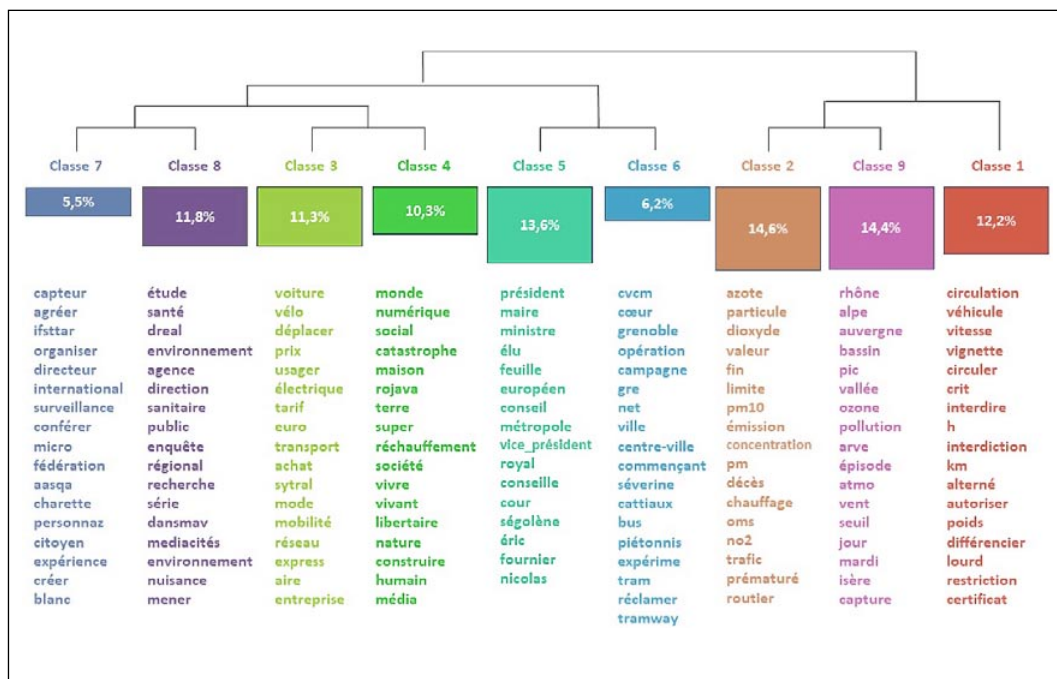 Classe 7
5,5%
capteur
agréer
ifsttar
organiser
directeur
international
surveillance
conférer
micro
fédération
aasqa
charette
personnaz
citoyen
expérience
créer
blanc
Classe 8
11,8%
étude
santé
dreal
environnement
agence
direction
sanitaire
public
enquête
régional
recherche
série
dansmav
mediacités
environnement
nuisance
mener
Classe 3
11,3%
voiture
vélo
déplacer
prix
usager
électrique
tarif
euro
transport
achat
sytral
mode
mobilité
réseau
express
aire
entreprise
Classe 4
10,3%
monde
numérique
social
catastrophe
maison
rojava
terre
super
réchauffement
société
vivre
vivant
libertaire
nature
construire
humain
média
Classe 5
13,6%
président
maire
ministre
élu
feuille
européen
conseil
métropole
vice_président
royal
conseille
cour
ségolène
éric
fournier
nicolas
Classe 6
6,2%
cvcm
cœur
grenoble
opération
campagne
gre
net
ville
centre-ville
commençant
séverine
cattiaux
bus
piétonnis
expérime
tram
réclamer
tramway
Classe 2
14,6%
azote
particule
dioxyde
valeur
fin
limite
pm10
émission
concentration
pm
décès
chauffage
oms
no2
trafic
prématuré
routier
Classe 9
14,4%
rhône
alpe
auvergne
bassin
pic
vallée
ozone
pollution
arve
épisode
atmo
vent
seuil
jour
mardi
isère
capture
Classe 1
12,2%
circulation
véhicule
vitesse
vignette
circuler
crit
interdire
h
interdiction
km
alterné
autoriser
poids
différencier
lourd
restriction
certificat